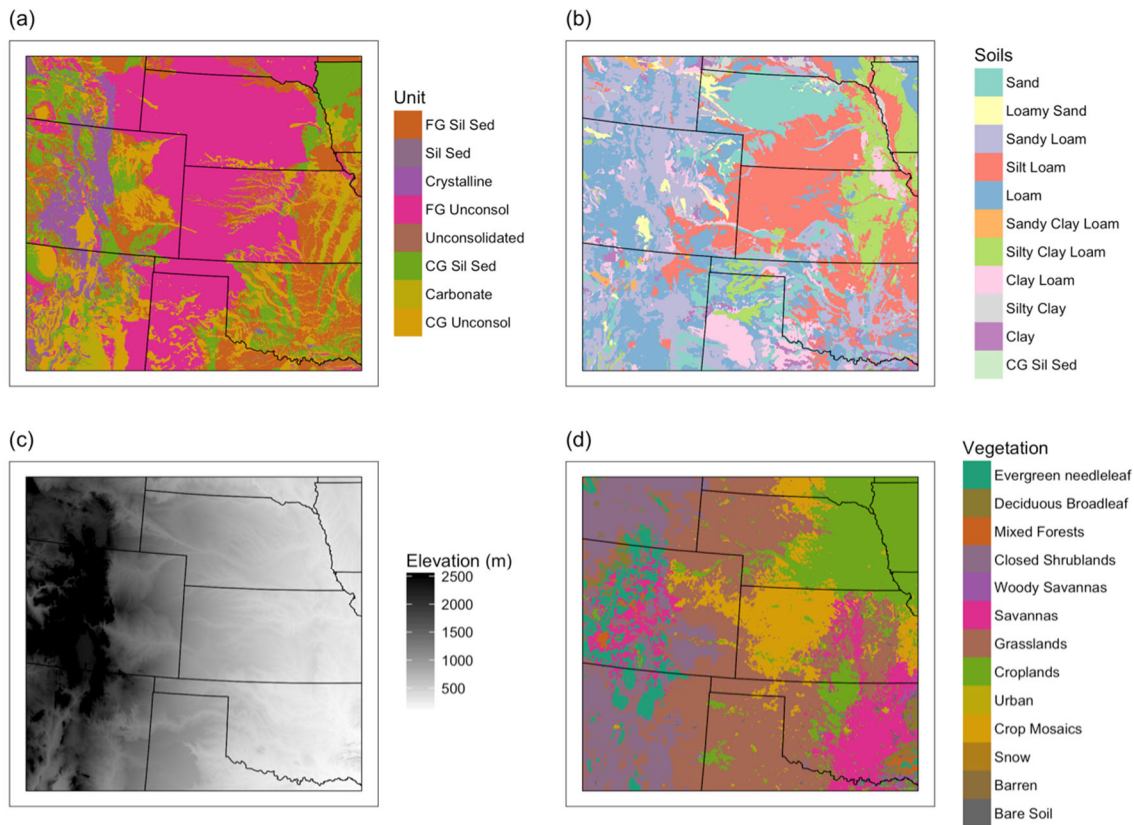 (a)
Unit
FG Sil Sed
Sil Sed
Crystalline
FG Unconsol
Unconsolidated
CG Sil Sed
Carbonate
CG Unconsol
(b)
Soils
Sand
Loamy Sand
Sandy Loam
Silt Loam
Loam
Sandy Clay Loam
Silty Clay Loam
Clay Loam
Silty Clay
Clay
CG Sil Sed
(c)
Elevation (m)
2500
2000
1500
1000
500
(d)
Vegetation
Evergreen needleleaf
Deciduous Broadleaf
Mixed Forests
Closed Shrublands
Woody Savannas
Savannas
Grasslands
Croplands
Urban
Crop Mosaics
Snow
Barren
Bare Soil